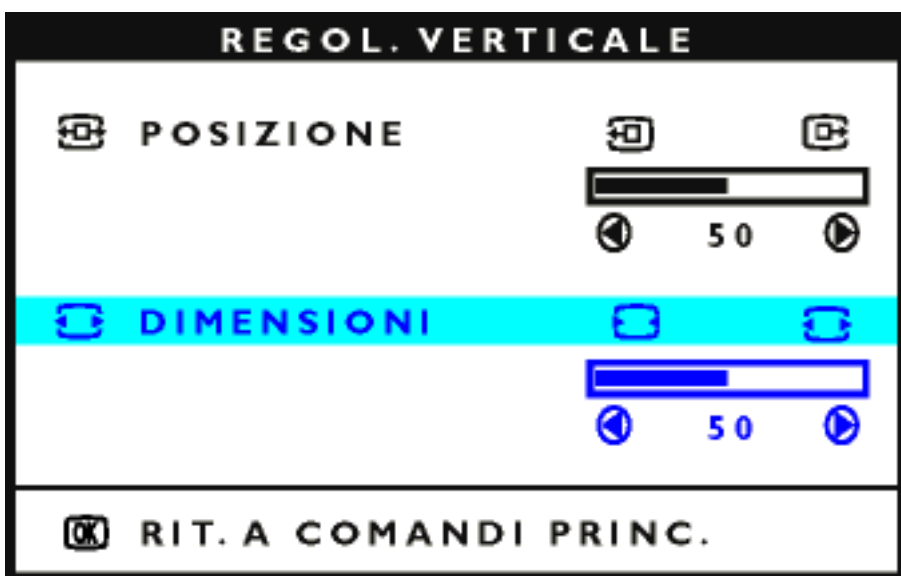 REGOL. VERTICALE
POSIZIONE
50
DIMENSIONI
50
OK RIT. A COMANDI PRINC.